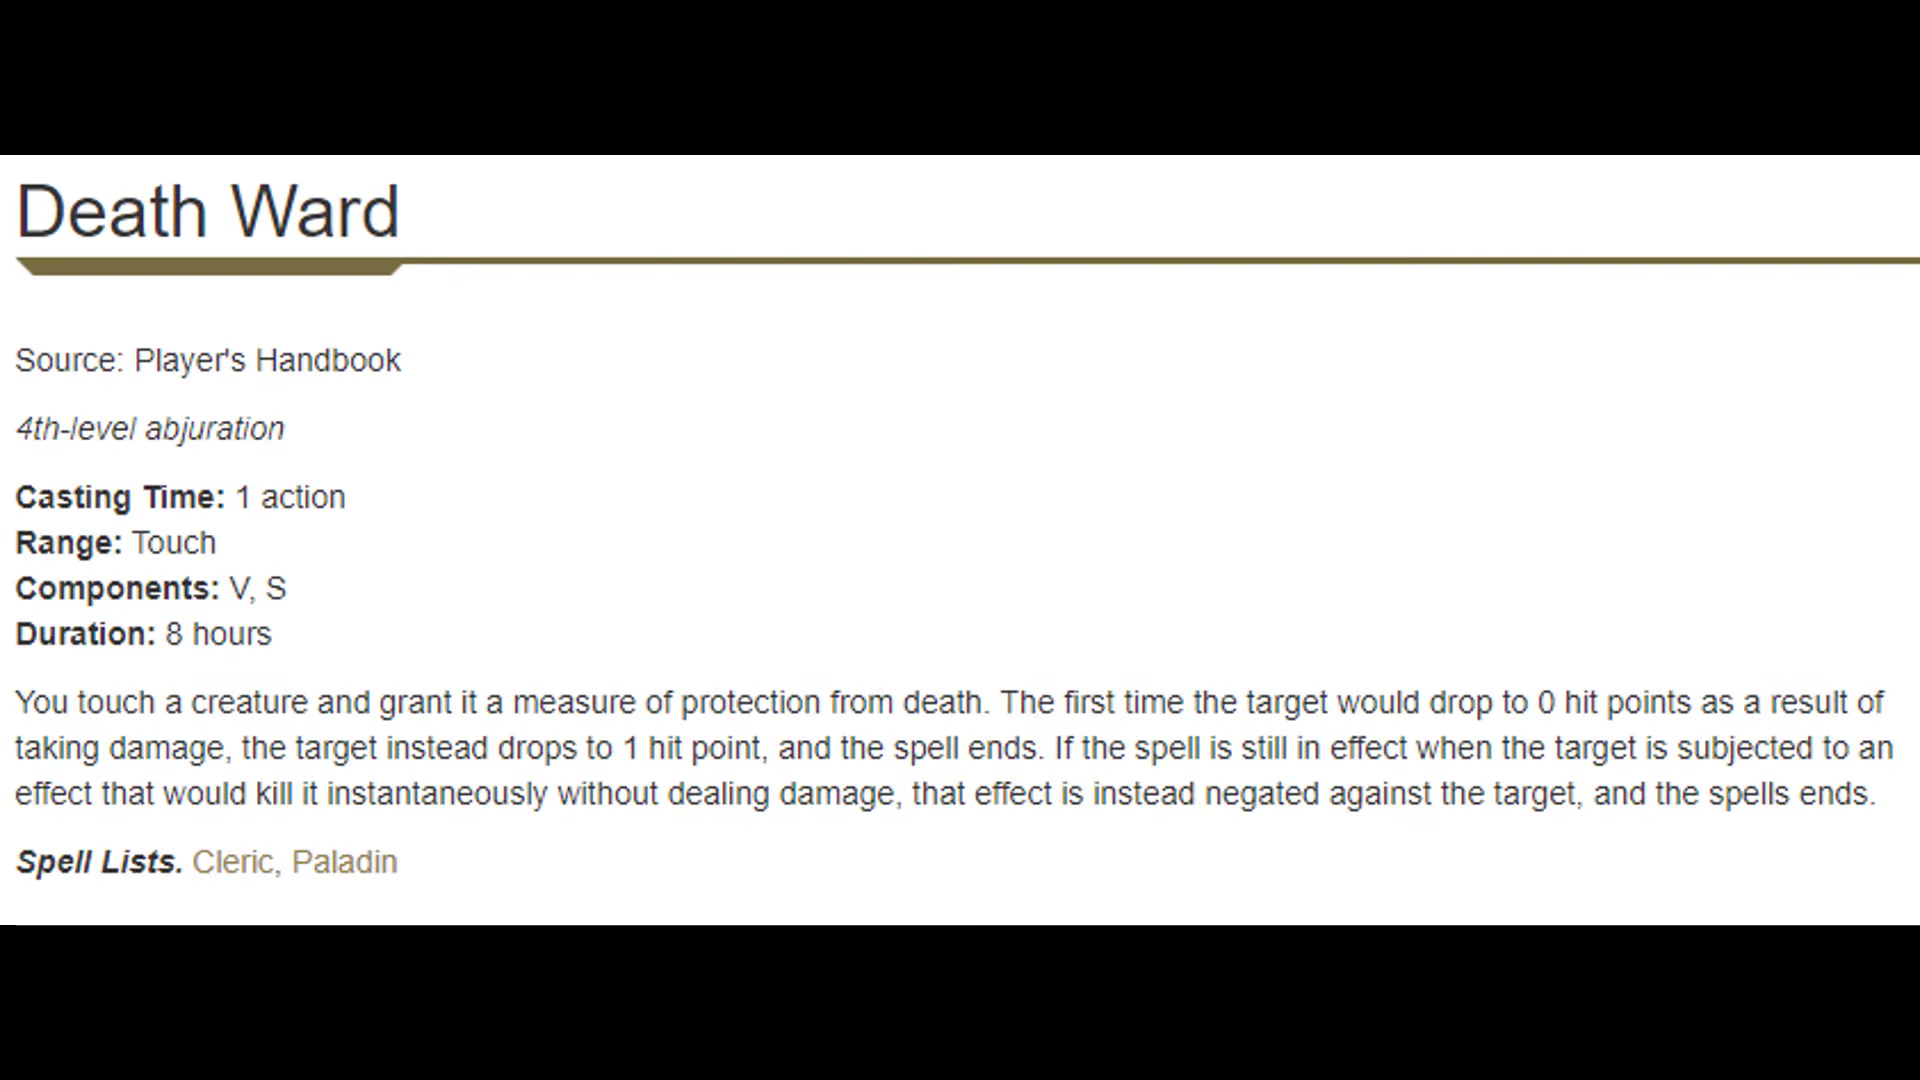 Death Ward
Source: Player's Handbook
4th-level abjuration
Casting Time: 1 action
Range: Touch
Components: V, S
Duration: 8 hours
You touch a creature and grant it a measure of protection from death. The first time the target would drop to 0 hit points as a result of
taking damage, the target instead drops to 1 hit point, and the spell ends. If the spell is still in effect when the target is subjected to an
effect that would kill it instantaneously without dealing damage, that effect is instead negated against the target, and the spells ends.
Spell Lists. Cleric, Paladin